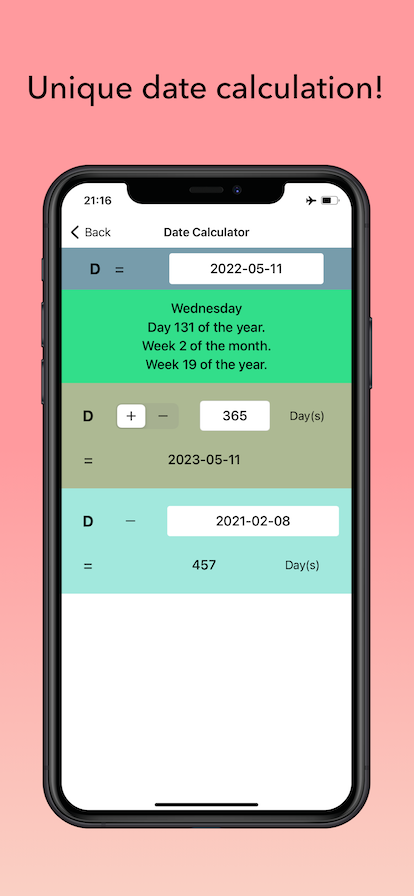 Unique date calculation!
21:16
Back Date Calculator
D = 2022-05-11
Wednesday
Day 131 of the year.
Week 2 of the month.
Week 19 of the year.
D + − 365 Day(s)
= 2023-05-11
D − 2021-02-08
= 457 Day(s)